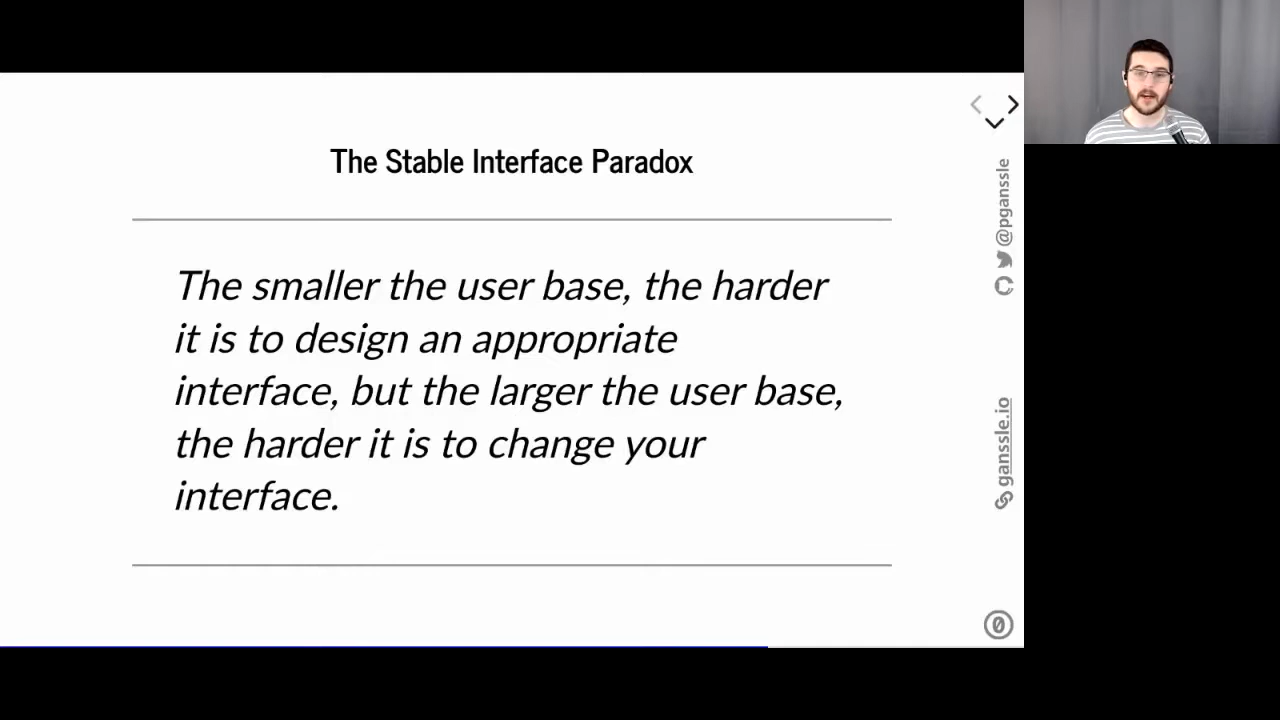 The Stable Interface Paradox
The smaller the user base, the harder
it is to design an appropriate
interface, but the larger the user base,
the harder it is to change your
interface.
@pganssle
ganssle.io
0